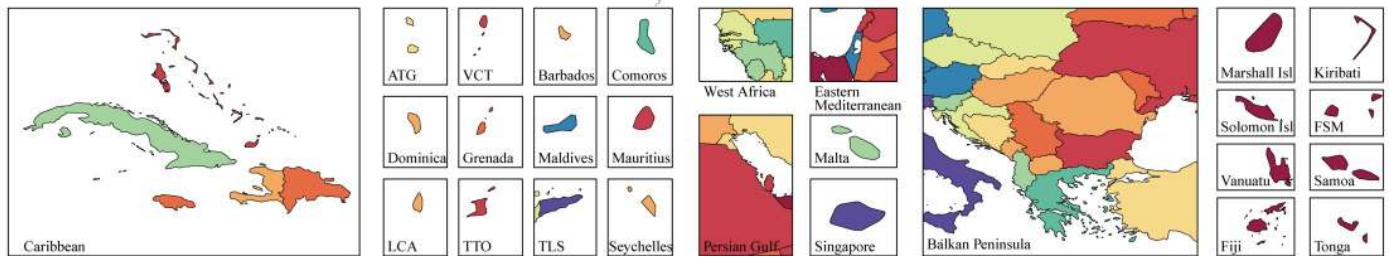 Caribbean
ATG
VCT
Barbados
Comoros
Dominica
Grenada
Maldives
Mauritius
LCA
TTO
TLS
Seychelles
West Africa
Eastern
Mediterranean
Persian Gulf
Malta
Singapore
Balkan Peninsula
Marshall Isl
Kiribati
Solomon Isl
FSM
Vanuatu
Samoa
Fiji
Tonga